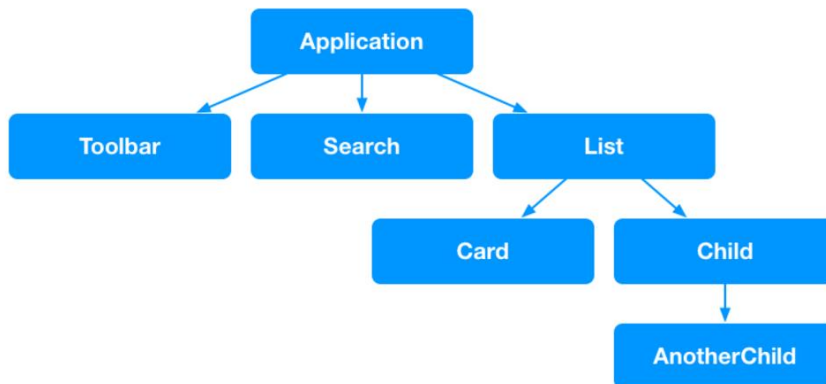 Application
Toolbar
Search
List
Card
Child
AnotherChild